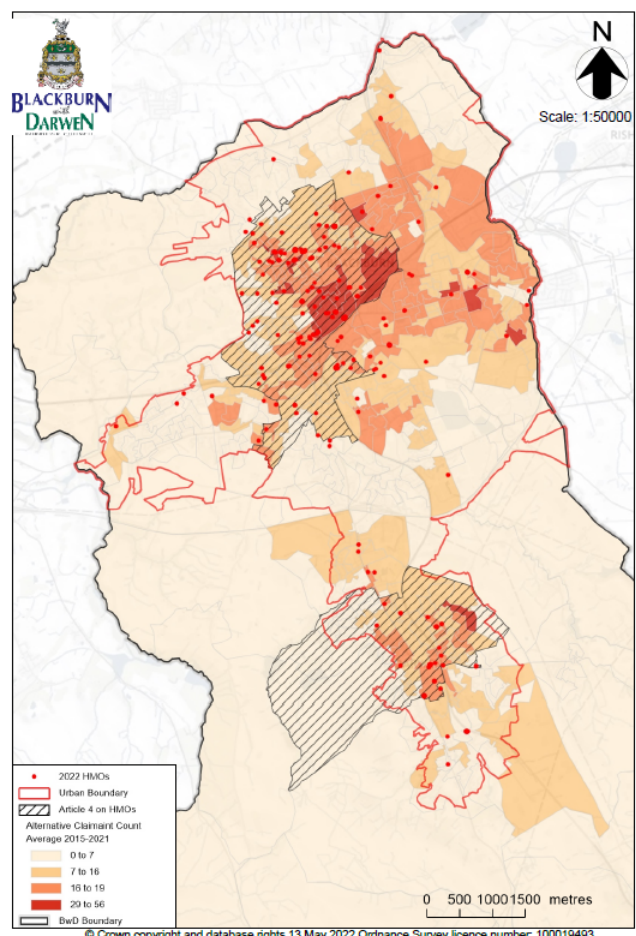 BLACKBURN
with
DARWEN
N
Scale: 1:50000
RISH
2022 HMOs
Urban Boundary
Article 4 on HMOs
Alternative Claimaint Count
Average 2015-2021
0 to 7
7 to 16
16 to 19
20 to 56
BwD Boundary
0 500 1000 1500 metres
© Crown copyright and database rights 13 May 2022 Ordnance Survey licence number: 100019493